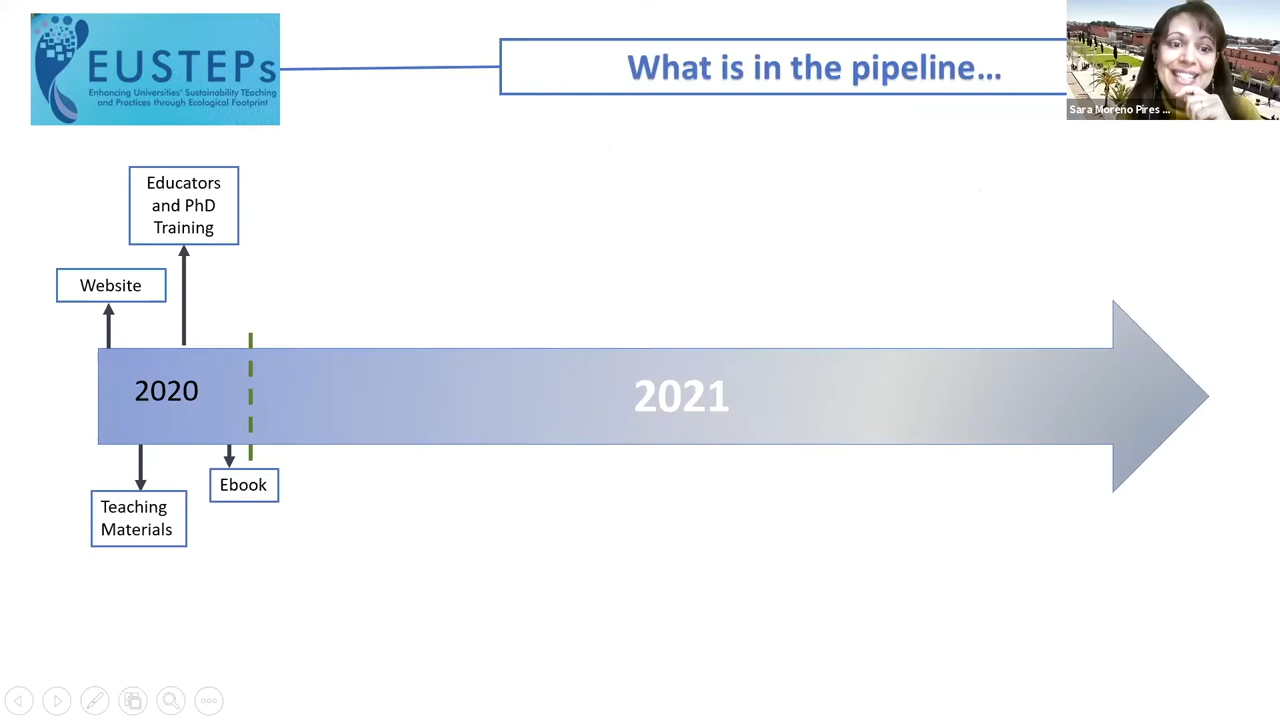 EUSTEPs
Enhancing Universities' Sustainability TEaching
and Practices through Ecological Footprint
What is in the pipeline...
Sara Moreno Pires ...
Educators
and PhD
Training
Website
2020
2021
Ebook
Teaching
Materials